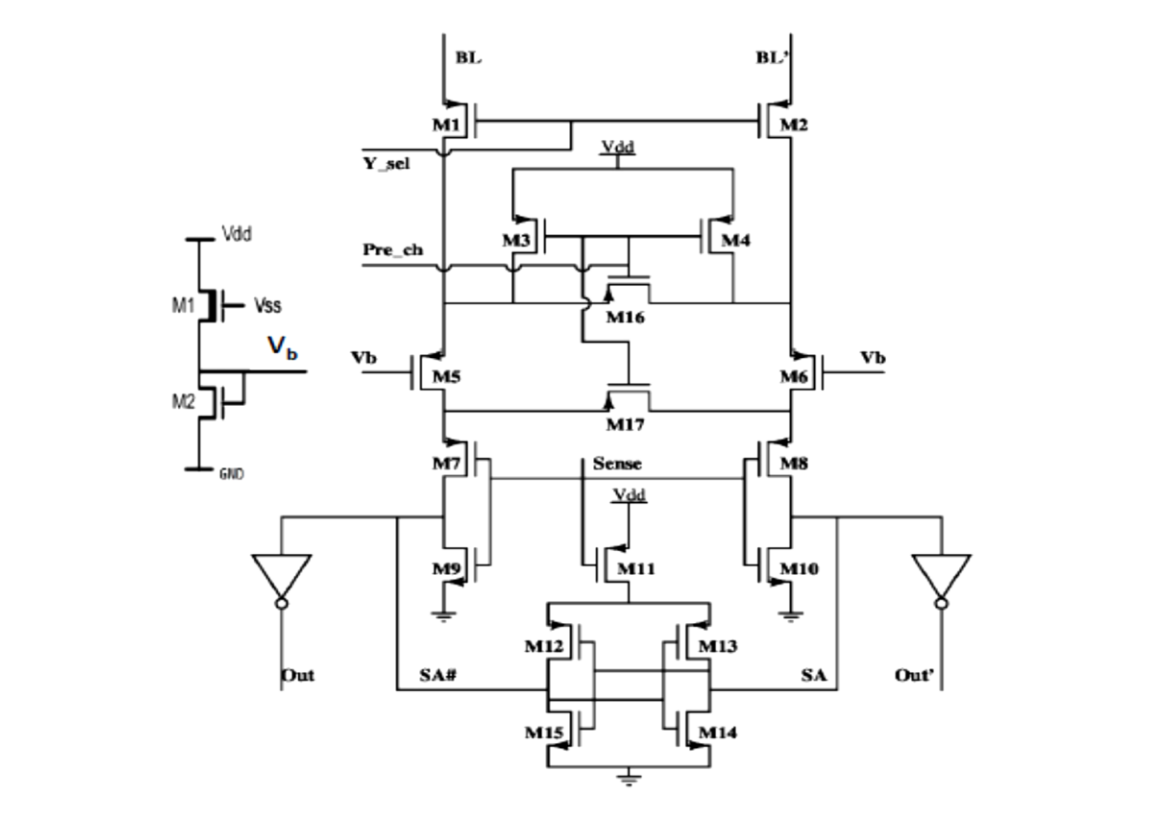 BL BL'
M1 M2
Vdd
Y_sel
Vdd
M3 M4
Pre_ch
M1 Vss
M16
Vb
Vb Vb
M5 M6
M2
M17
M7 Sense M8
GND
Vdd
M9 M11 M10
M12 M13
Out SA# SA Out'
M15 M14